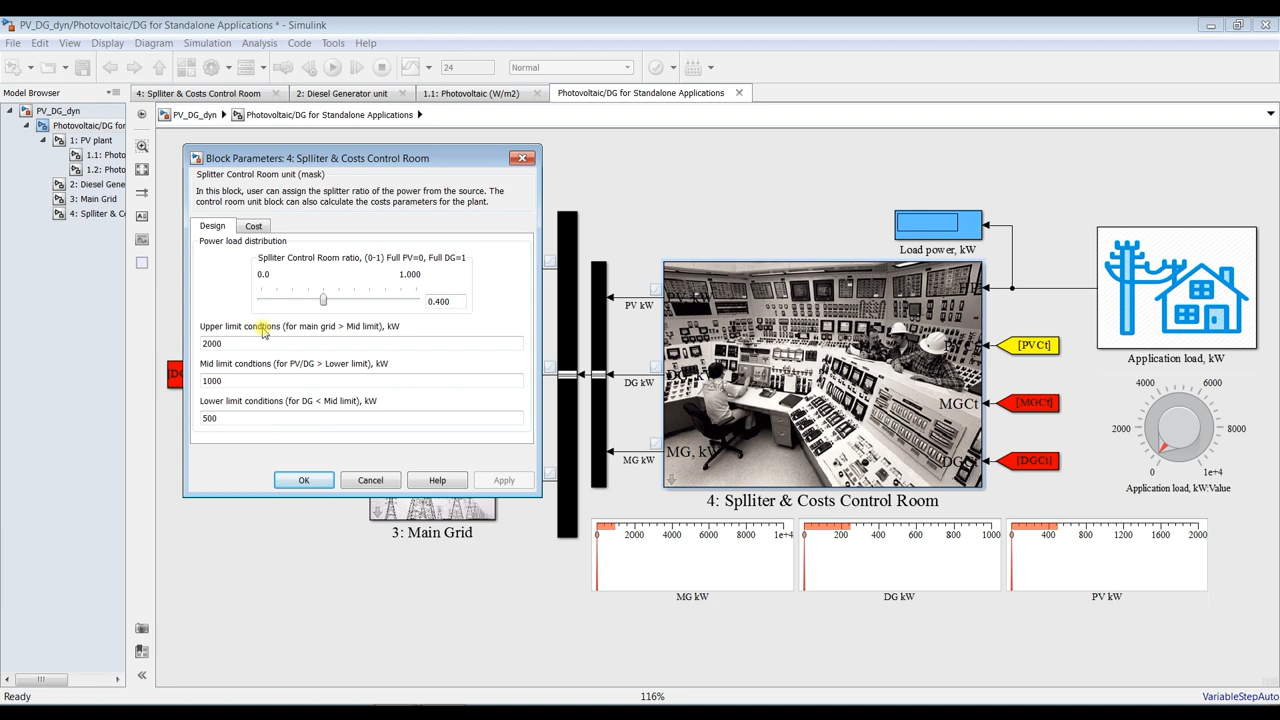 PV_DG_dyn/Photovoltaic/DG for Standalone Applications * - Simulink
File Edit View Display Diagram Simulation Analysis Code Tools Help
24 Normal
Model Browser
4: Splliter & Costs Control Room 2: Diesel Generator unit 1.1: Photovoltaic (W/m2) Photovoltaic/DG for Standalone Applications
PV_DG_dyn Photovoltaic/DG for Standalone Applications
PV_DG_dyn
Photovoltaic/DG for
1: PV plant
1.1: Photo
1.2: Photo
2: Diesel Gene
3: Main Grid
4: Splliter & C
Block Parameters: 4: Splliter & Costs Control Room
Splitter Control Room unit (mask)
In this block, user can assign the splitter ratio of the power from the source. The
control room unit block can also calculate the costs parameters for the plant.
Design Cost
Power load distribution
Splliter Control Room ratio, (0-1) Full PV=0, Full DG=1
0.0 1.000
0.400
Upper limit condtions (for main grid > Mid limit), kW
2000
Mid limit condtions (for PV/DG > Lower limit), kW
1000
Lower limit conditions (for DG < Mid limit), kW
500
OK Cancel Help Apply
3: Main Grid
PV kW
DG kW
MG kW
MG, kW
MGCt
Load power, kW
[PVCt]
[MGCt]
[DGCt]
Application load, kW
4000 6000
2000 8000
0 1e+4
Application load, kW:Value
4: Splliter & Costs Control Room
0 2000 4000 6000 8000 1e+4
MG kW
0 200 400 600 800 1000
DG kW
0 400 800 1200 1600 2000
PV kW
Ready 116% VariableStepAuto